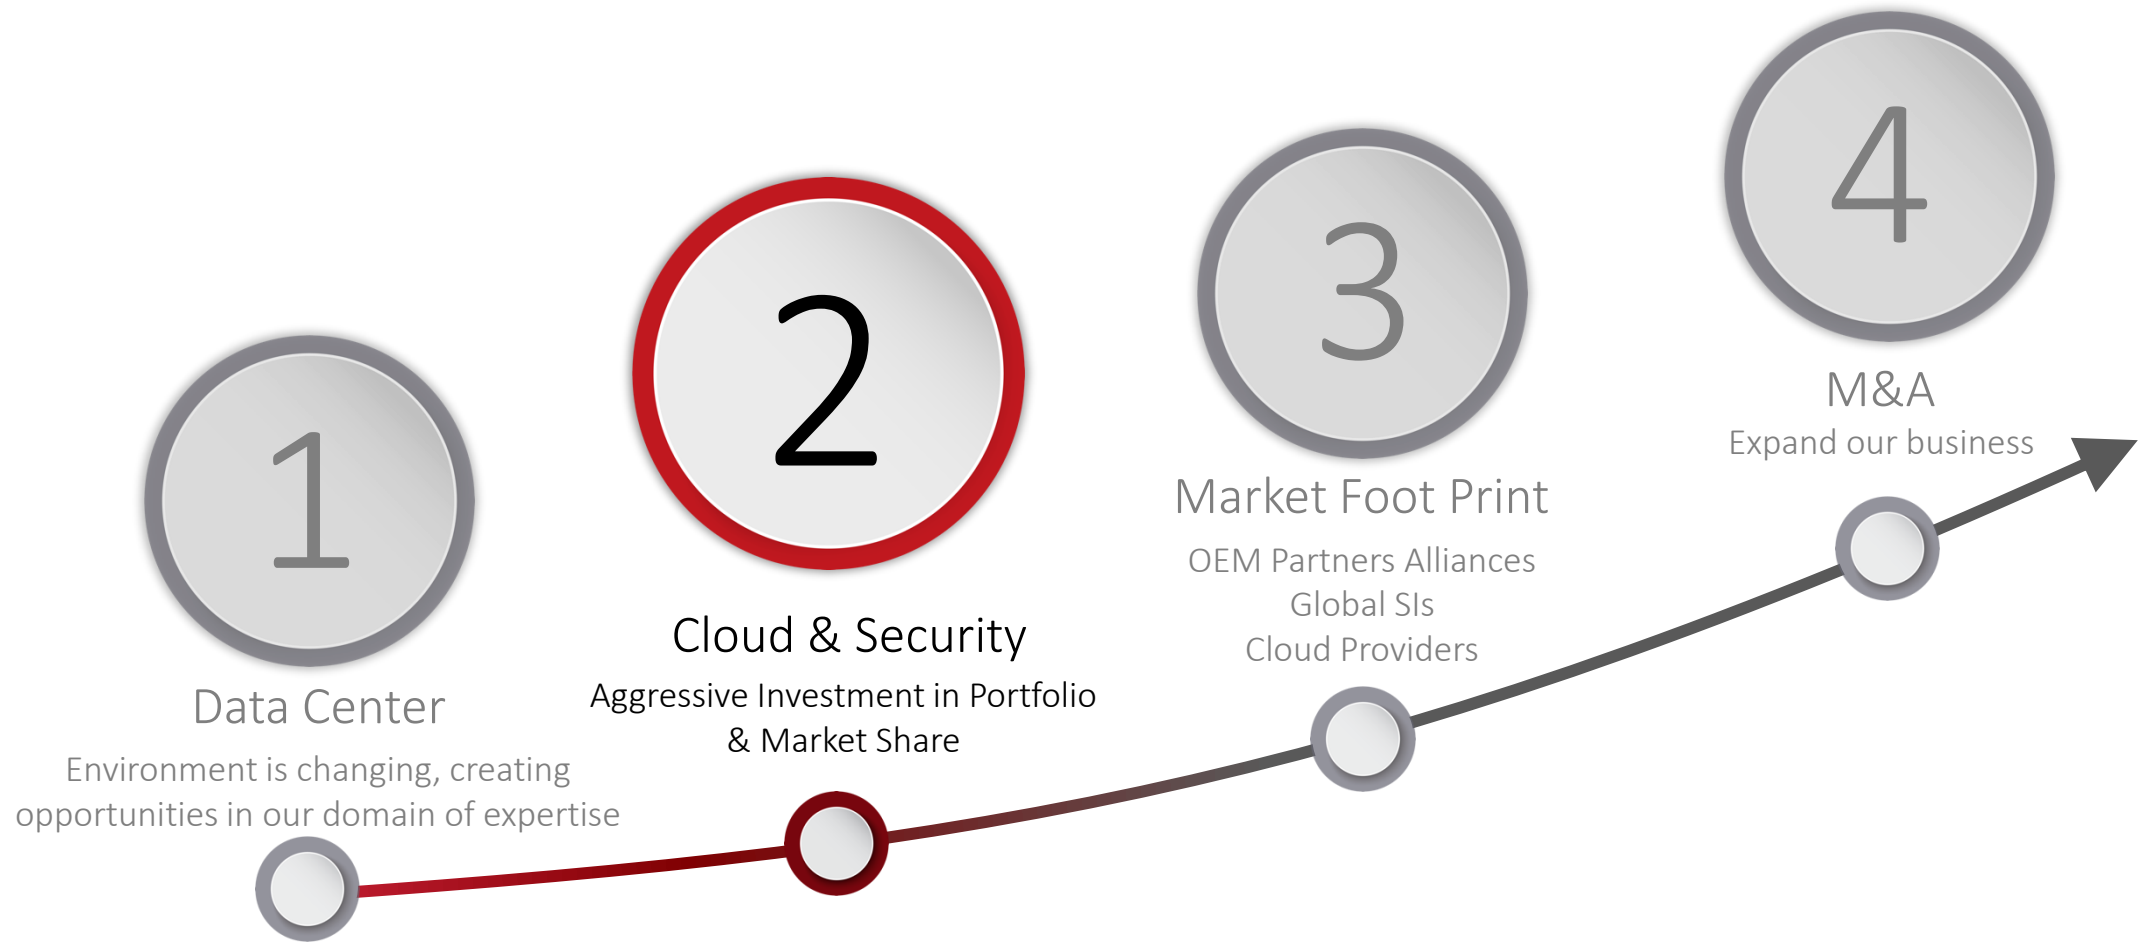 1
Data Center
Environment is changing, creating
opportunities in our domain of expertise
2
Cloud & Security
Aggressive Investment in Portfolio
& Market Share
3
Market Foot Print
OEM Partners Alliances
Global SIs
Cloud Providers
4
M&A
Expand our business